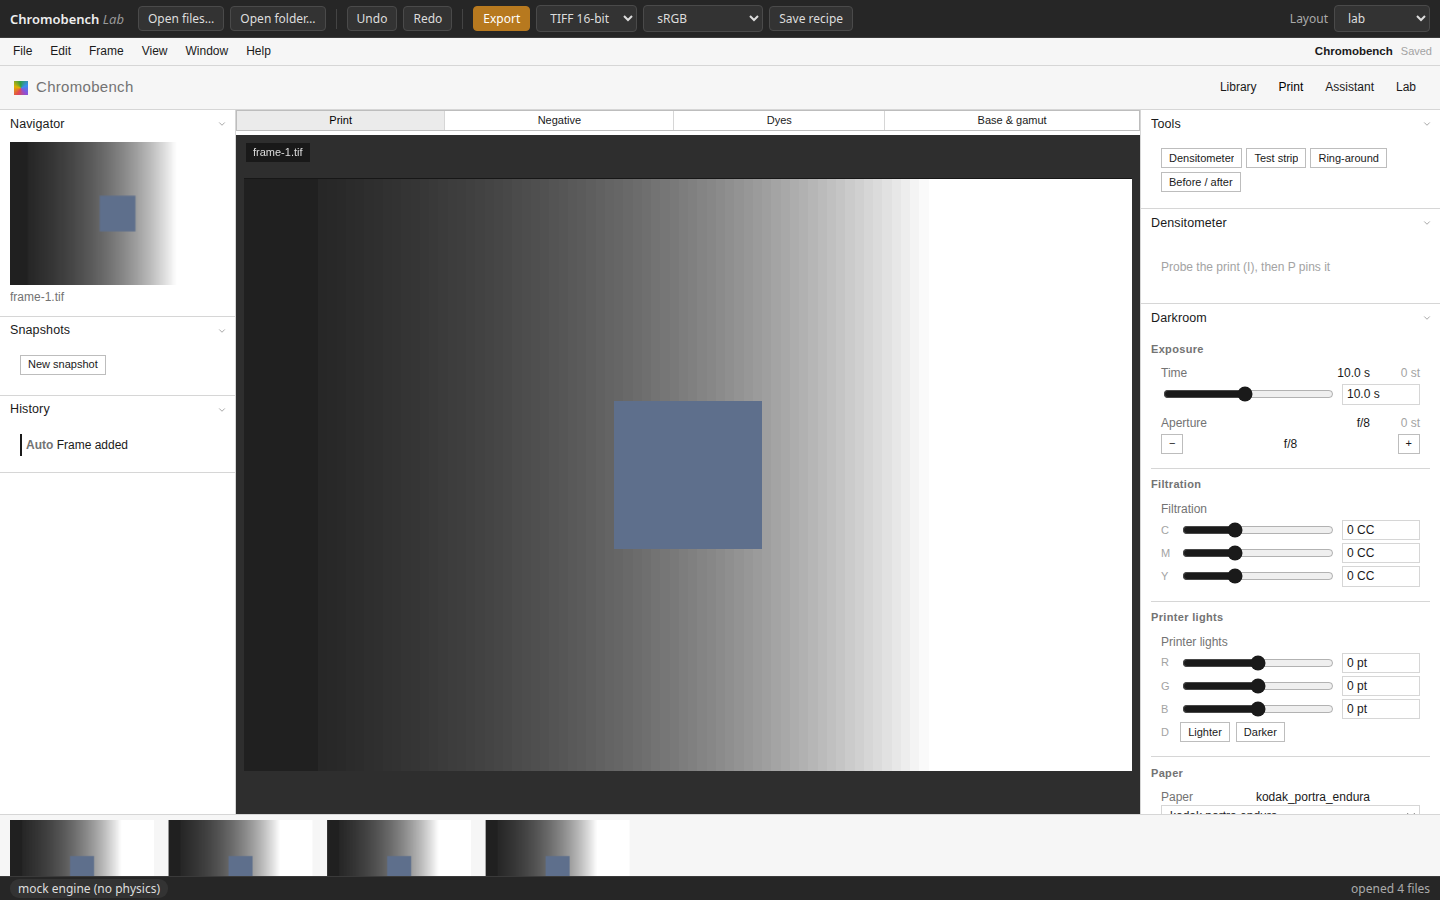 Chromobench Lab Open files... Open folder... Undo Redo Export TIFF 16-bit sRGB Save recipe Layout lab
File Edit Frame View Window Help Chromobench Saved
Chromobench Library Print Assistant Lab
Navigator
frame-1.tif
Snapshots
New snapshot
History
Auto Frame added
Print Negative Dyes Base & gamut
frame-1.tif
Tools
Densitometer Test strip Ring-around
Before / after
Densitometer
Probe the print (I), then P pins it
Darkroom
Exposure
Time 10.0 s 0 st
10.0 s
Aperture f/8 0 st
− f/8 +
Filtration
Filtration
C 0 CC
M 0 CC
Y 0 CC
Printer lights
Printer lights
R 0 pt
G 0 pt
B 0 pt
D Lighter Darker
Paper
Paper kodak_portra_endura
mock engine (no physics) opened 4 files